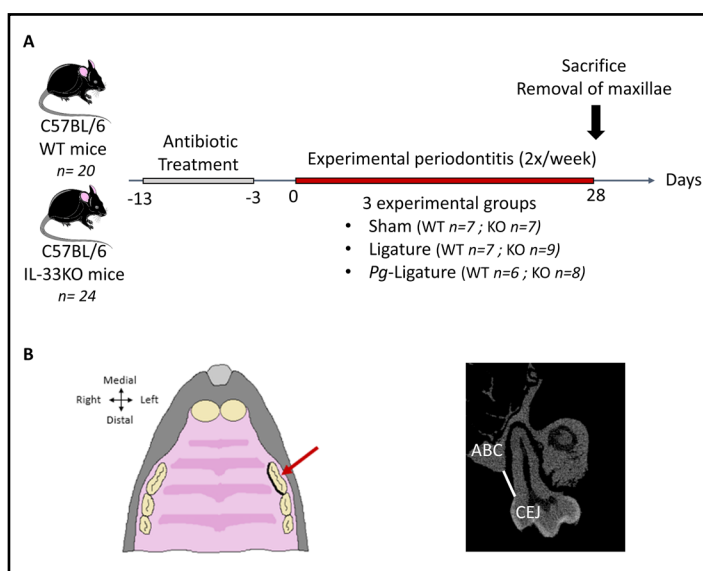 A
C57BL/6
WT mice
n= 20
C57BL/6
IL-33KO mice
n= 24
Sacrifice
Removal of maxillae
Antibiotic
Treatment
Experimental periodontitis (2x/week)
Days
-13
-3
0
28
3 experimental groups
• Sham (WT n=7 ; KO n=7)
• Ligature (WT n=7 ; KO n=9)
• Pg-Ligature (WT n=6 ; KO n=8)
B
Medial
Right
Left
Distal
ABC
CEJ